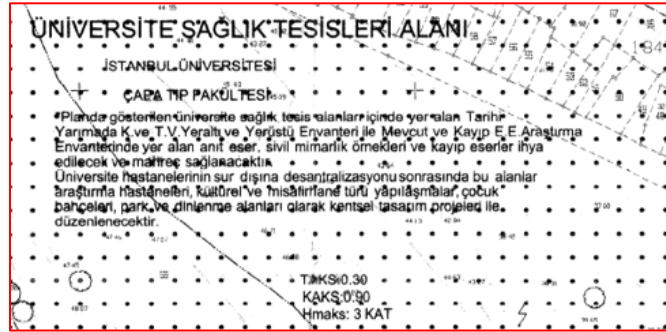 ÜNİVERSİTE SAĞLIK TESİSLERİ ALANI
İSTANBUL ÜNİVERSİTESİ
ÇAPA TIP FAKÜLTESİ
*Planda gösterilen üniversite sağlık tesis alanları içinde yer alan Tarihi
Yarımada K.ve T.V.Yeraltı ve Yerüstü Envanteri ile Mevcut ve Kayıp E.E.Araştırma
Envanterinde yer alan anıt eser, sivil mimarlık örnekleri ve kayıp eserler ihya
edilecek ve mahreç sağlanacaktır.
Üniversite hastanelerinin sur dışına desantralizasyonu sonrasında bu alanlar
araştırma hastaneleri, kültürel ve misafirhane türü yapılaşmalar, çocuk
bahçeleri, park ve dinlenme alanları olarak kentsel tasarım projeleri ile
düzenlenecektir.
TAKS:0.30
KAKS:0.90
Hmaks: 3 KAT